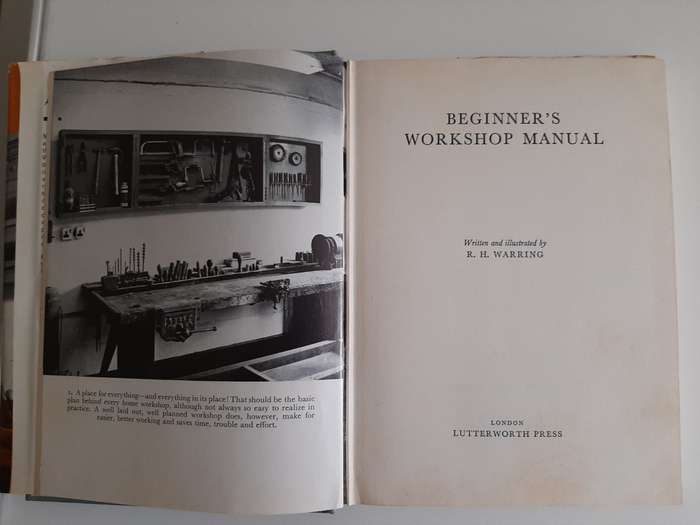 1. A place for everything—and everything in its place! That should be the basic
plan behind every home workshop, although not always so easy to realize in
practice. A well laid out, well planned workshop does, however, make for
easier, better working and saves time, trouble and effort.
BEGINNER'S
WORKSHOP MANUAL
Written and illustrated by
R. H. WARRING
LONDON
LUTTERWORTH PRESS